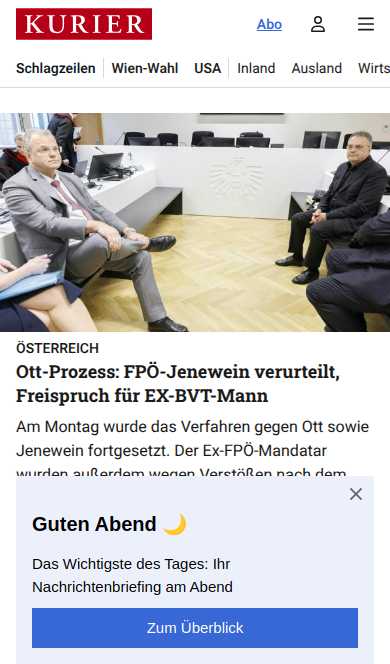 KURIER
Abo
Schlagzeilen Wien-Wahl USA Inland Ausland Wirts
ÖSTERREICH
Ott-Prozess: FPÖ-Jenewein verurteilt,
Freispruch für EX-BVT-Mann
Am Montag wurde das Verfahren gegen Ott sowie
Jenewein fortgesetzt. Der Ex-FPÖ-Mandatar
wurden außerdem wegen Verstößen nach dem
Guten Abend 🌙
Das Wichtigste des Tages: Ihr
Nachrichtenbriefing am Abend
Zum Überblick